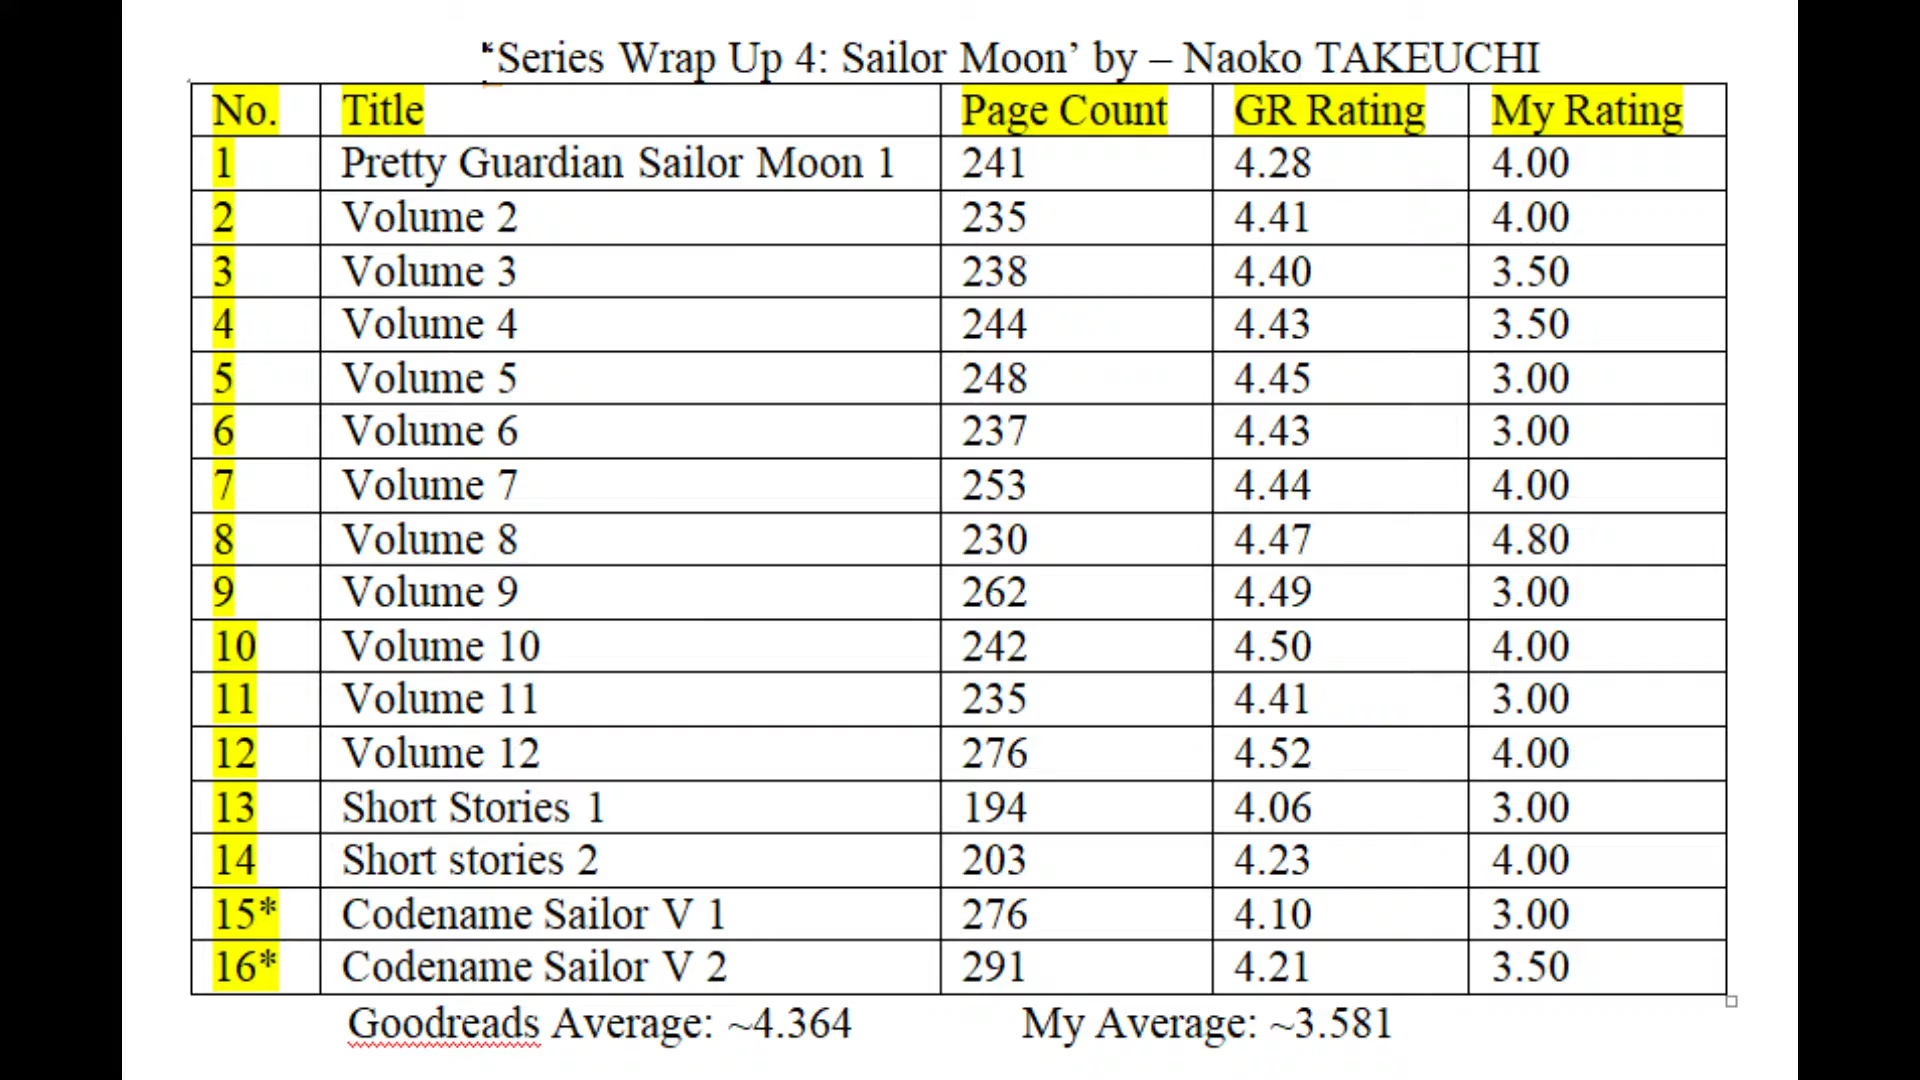 ‘Series Wrap Up 4: Sailor Moon’ by – Naoko TAKEUCHI
No. Title Page Count GR Rating My Rating
1 Pretty Guardian Sailor Moon 1 241 4.28 4.00
2 Volume 2 235 4.41 4.00
3 Volume 3 238 4.40 3.50
4 Volume 4 244 4.43 3.50
5 Volume 5 248 4.45 3.00
6 Volume 6 237 4.43 3.00
7 Volume 7 253 4.44 4.00
8 Volume 8 230 4.47 4.80
9 Volume 9 262 4.49 3.00
10 Volume 10 242 4.50 4.00
11 Volume 11 235 4.41 3.00
12 Volume 12 276 4.52 4.00
13 Short Stories 1 194 4.06 3.00
14 Short stories 2 203 4.23 4.00
15* Codename Sailor V 1 276 4.10 3.00
16* Codename Sailor V 2 291 4.21 3.50
Goodreads Average: ~4.364 My Average: ~3.581